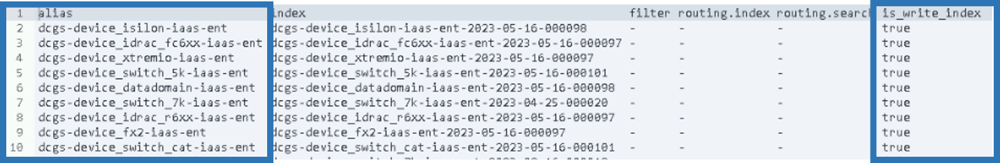 1 alias index filter routing.index routing.search is_write_index
2 dcgs-device_isilon-iaas-ent dcgs-device_isilon-iaas-ent-2023-05-16-000098 - - - true
3 dcgs-device_idrac_fc6xx-iaas-ent dcgs-device_idrac_fc6xx-iaas-ent-2023-05-16-000097 - - - true
4 dcgs-device_xtremio-iaas-ent dcgs-device_xtremio-iaas-ent-2023-05-16-000097 - - - true
5 dcgs-device_switch_5k-iaas-ent dcgs-device_switch_5k-iaas-ent-2023-05-16-000101 - - - true
6 dcgs-device_datadomain-iaas-ent dcgs-device_datadomain-iaas-ent-2023-05-16-000098 - - - true
7 dcgs-device_switch_7k-iaas-ent dcgs-device_switch_7k-iaas-ent-2023-04-25-000020 - - - true
8 dcgs-device_idrac_r6xx-iaas-ent dcgs-device_idrac_r6xx-iaas-ent-2023-05-16-000097 - - - true
9 dcgs-device_fx2-iaas-ent dcgs-device_fx2-iaas-ent-2023-05-16-000097 - - - true
10 dcgs-device_switch_cat-iaas-ent dcgs-device_switch_cat-iaas-ent-2023-05-16-000101 - - - true